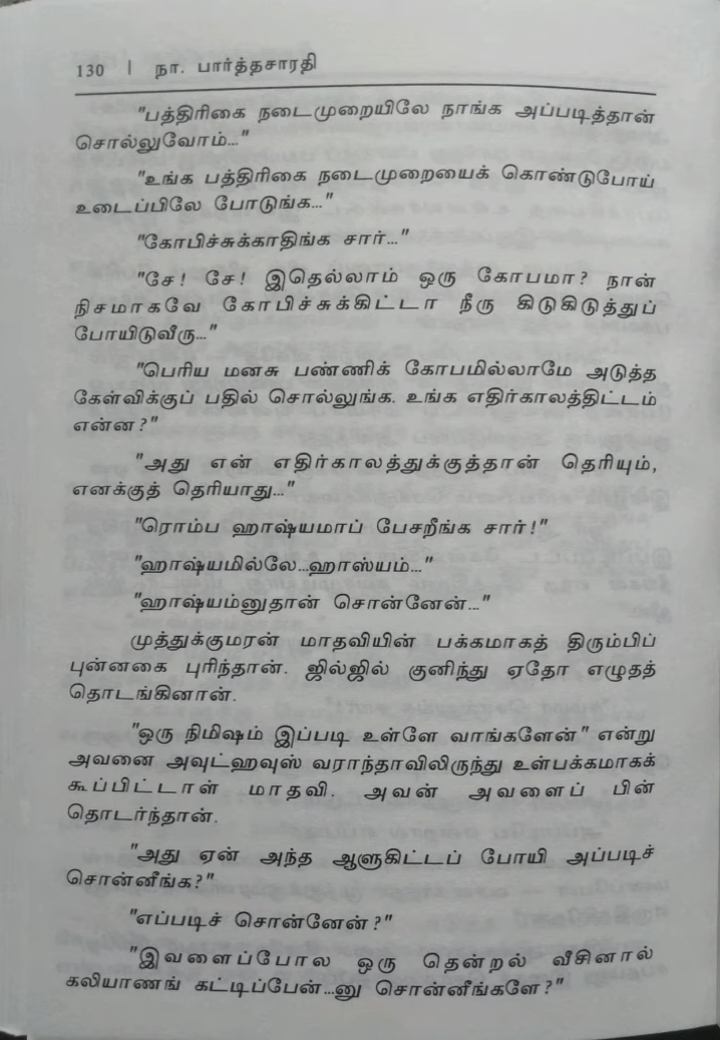 130 | நா. பார்த்தசாரதி
"பத்திரிகை நடைமுறையிலே நாங்க அப்படித்தான்
சொல்லுவோம்..."
"உங்க பத்திரிகை நடைமுறையைக் கொண்டுபோய்
உடைப்பிலே போடுங்க..."
"கோபிச்சுக்காதிங்க சார்..."
"சே! சே! இதெல்லாம் ஒரு கோபமா? நான்
நிசமாகவே கோபிச்சுக்கிட்டா நீரு கிடுகிடுத்துப்
போயிடுவீரு..."
"பெரிய மனசு பண்ணிக் கோபமில்லாமே அடுத்த
கேள்விக்குப் பதில் சொல்லுங்க. உங்க எதிர்காலத்திட்டம்
என்ன?"
"அது என் எதிர்காலத்துக்குத்தான் தெரியும்,
எனக்குத் தெரியாது..."
"ரொம்ப ஹாஷ்யமாப் பேசறீங்க சார்!"
"ஹாஷ்யமில்லே...ஹாஸ்யம்..."
"ஹாஷ்யம்னுதான் சொன்னேன்..."
முத்துக்குமரன் மாதவியின் பக்கமாகத் திரும்பிப்
புன்னகை புரிந்தான். ஜில்ஜில் குனிந்து ஏதோ எழுதத்
தொடங்கினான்.
"ஒரு நிமிஷம் இப்படி உள்ளே வாங்களேன்" என்று
அவனை அவுட்ஹவுஸ் வராந்தாவிலிருந்து உள்பக்கமாகக்
கூப்பிட்டாள் மாதவி. அவன் அவளைப் பின்
தொடர்ந்தான்.
"அது ஏன் அந்த ஆளுகிட்டப் போயி அப்படிச்
சொன்னீங்க?"
"எப்படிச் சொன்னேன்?"
"இவளைப்போல ஒரு தென்றல் வீசினால்
கலியாணங் கட்டிப்பேன்...னு சொன்னீங்களே?"